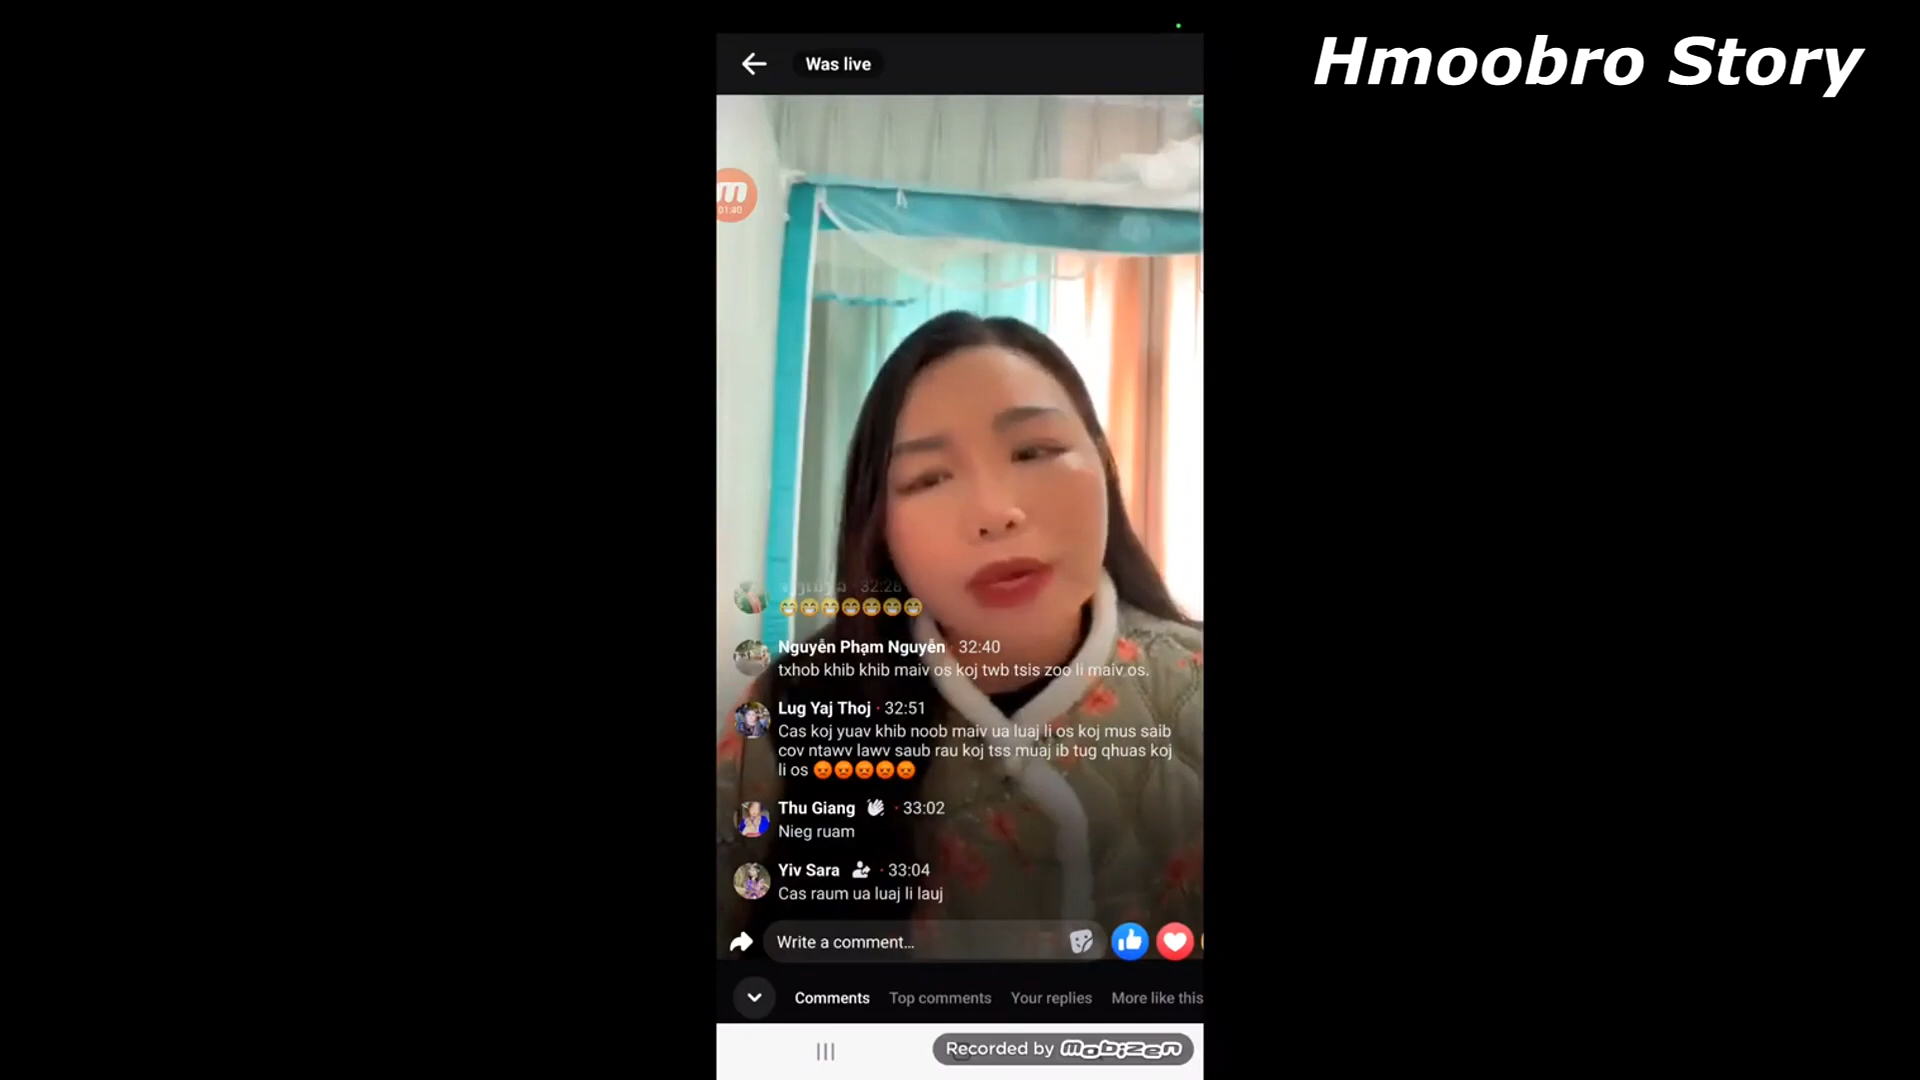 Hmoobro Story
Was live
01:40
32:28
Nguyễn Phạm Nguyễn · 32:40
txhob khib khib maiv os koj twb tsis zoo li maiv os.
Lug Yaj Thoj · 32:51
Cas koj yuav khib noob maiv ua luaj li os koj mus saib
cov ntawv lawv saub rau koj tss muaj ib tug qhuas koj
li os 😡😡😡😡😡
Thu Giang · 33:02
Nieg ruam
Yiv Sara · 33:04
Cas raum ua luaj li lauj
Write a comment...
Comments Top comments Your replies More like this
Recorded by mobizen